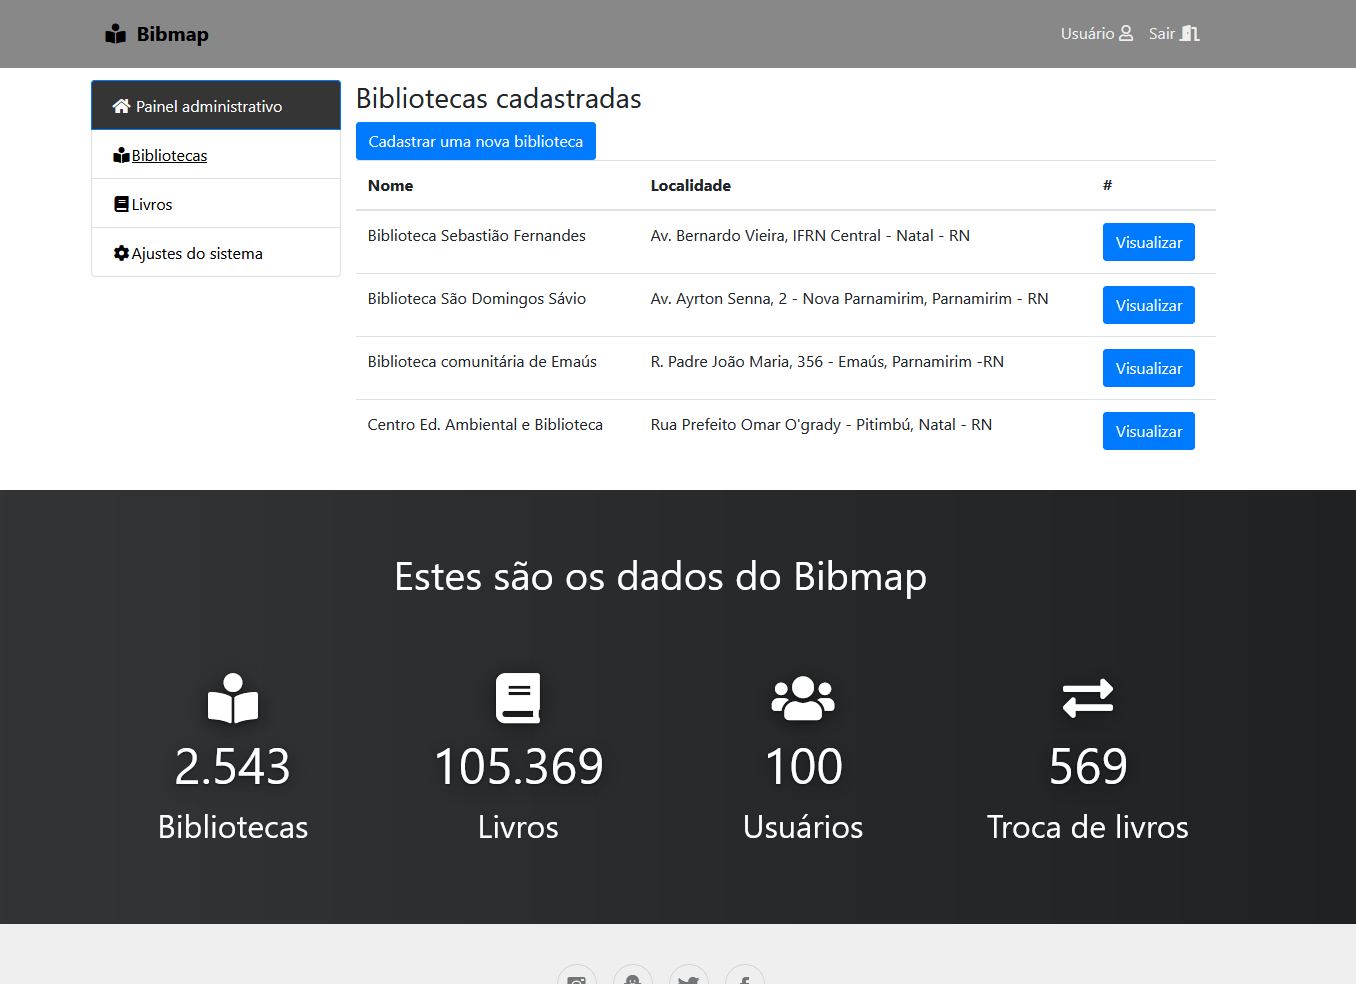 Bibmap
Usuário Sair
Painel administrativo
Bibliotecas
Livros
Ajustes do sistema
Bibliotecas cadastradas
Cadastrar uma nova biblioteca
Nome Localidade #
Biblioteca Sebastião Fernandes Av. Bernardo Vieira, IFRN Central - Natal - RN Visualizar
Biblioteca São Domingos Sávio Av. Ayrton Senna, 2 - Nova Parnamirim, Parnamirim - RN Visualizar
Biblioteca comunitária de Emaús R. Padre João Maria, 356 - Emaús, Parnamirim -RN Visualizar
Centro Ed. Ambiental e Biblioteca Rua Prefeito Omar O'grady - Pitimbú, Natal - RN Visualizar
Estes são os dados do Bibmap
2.543 105.369 100 569
Bibliotecas Livros Usuários Troca de livros